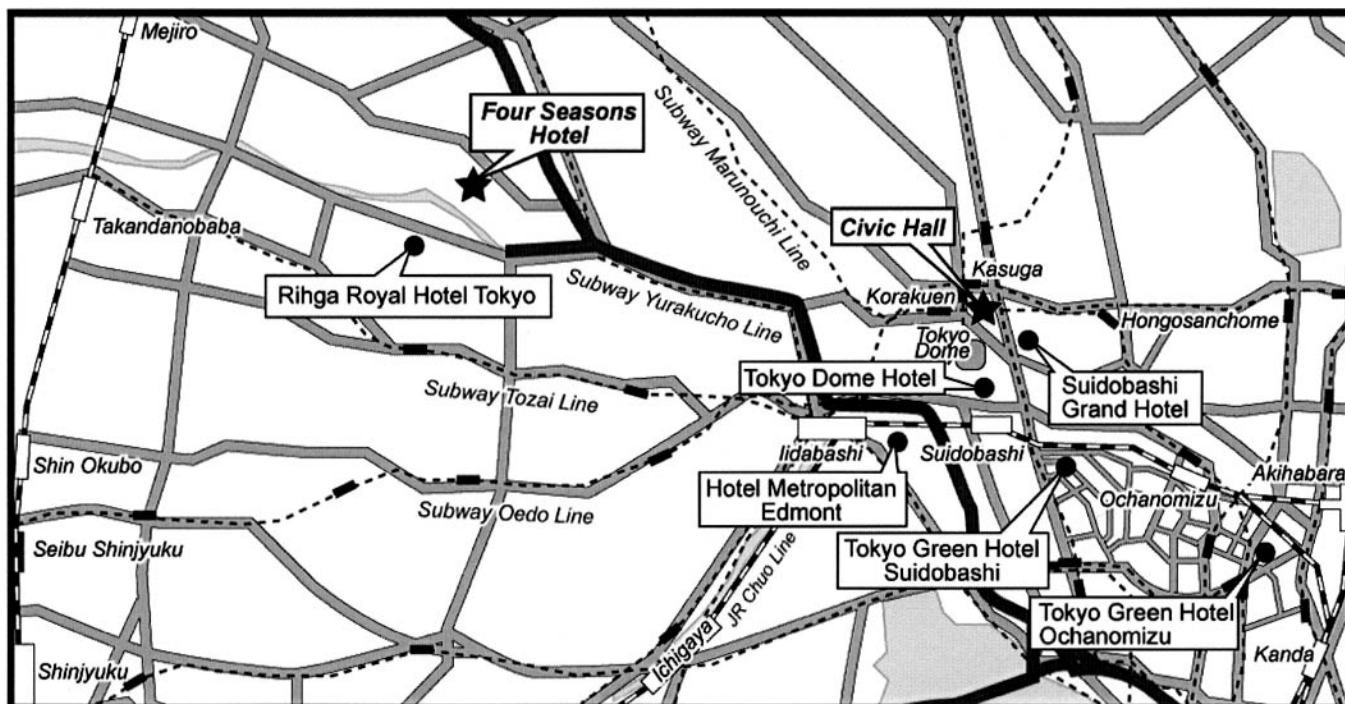 Mejiro
Four Seasons
Hotel
Subway Marunouchi Line
Takandanobaba
Civic Hall
Rihga Royal Hotel Tokyo
Subway Yurakucho Line
Kasuga
Korakuen
Hongosanchome
Tokyo
Dome
Tokyo Dome Hotel
Suidobashi
Grand Hotel
Subway Tozai Line
Shin Okubo
Iidabashi
Suidobashi
Hotel Metropolitan
Edmont
Ochanomizu
Akihabara
Subway Oedo Line
Seibu Shinjyuku
JR Chuo Line
Tokyo Green Hotel
Suidobashi
Tokyo Green Hotel
Ochanomizu
Ichigaya
Shinjyuku
Kanda